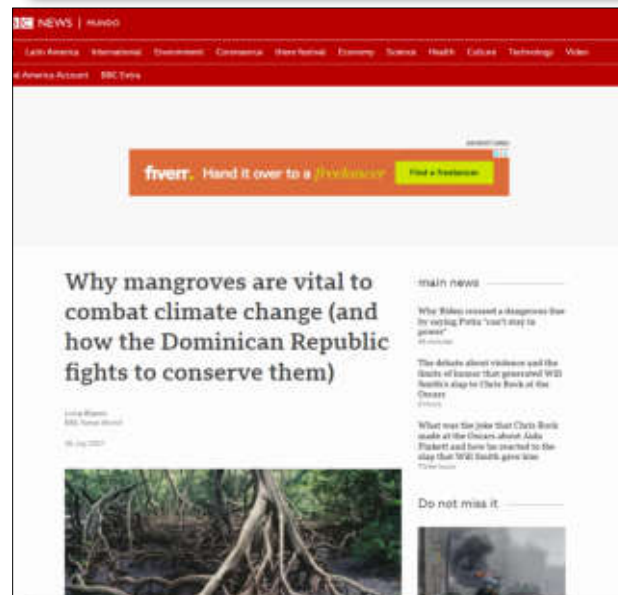 BBC NEWS | MUNDO
Latin America International Coronavirus Economy Science Health Culture Technology Video
America Account BBC Extra
fiverr. Hand it over to a freelancer Find a freelancer
Why mangroves are vital to
combat climate change (and
how the Dominican Republic
fights to conserve them)
main news
Why Biden crossed a dangerous line
by saying Putin "can't stay in
power"
The debate about violence and the
limits of humor that generated Will
Smith's slap to Chris Rock at the
Oscars
What was the joke that Chris Rock
made at the Oscars about Jada
Pinkett and how he reacted to the
slap that Will Smith gave him
Do not miss it